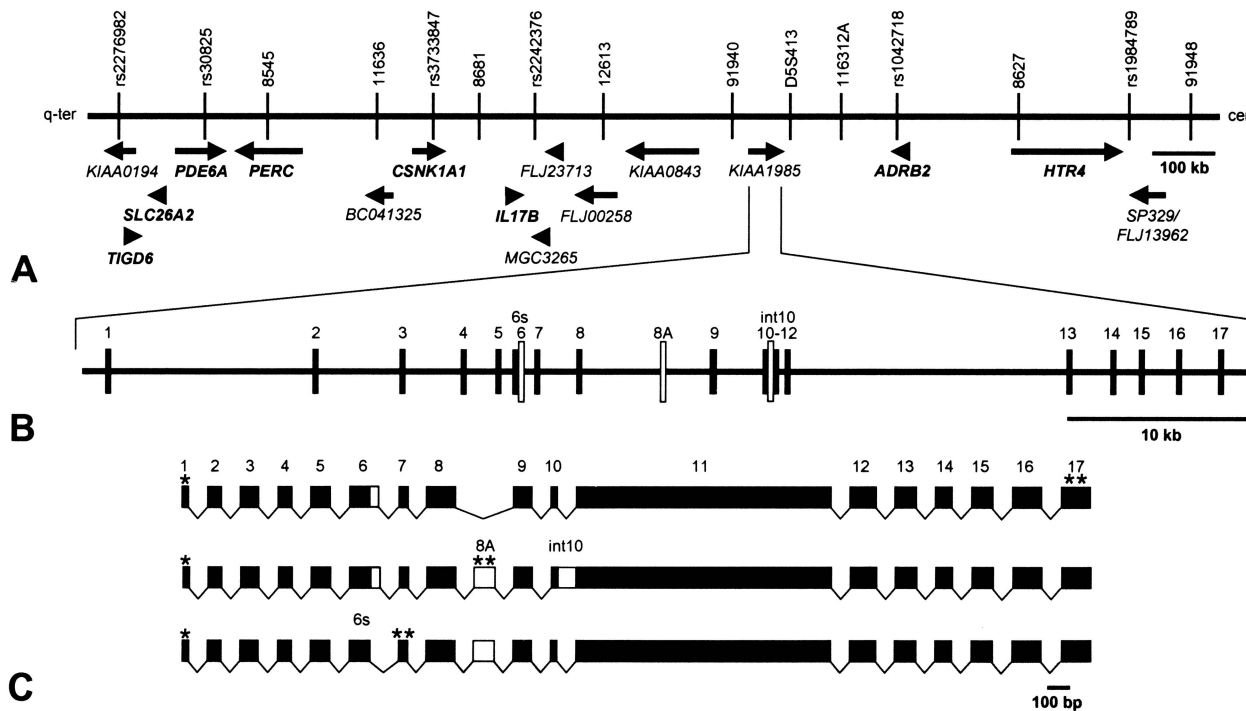 rs2276982 rs30825 8545 11636 rs3733847 8681 rs2242376 12613 91940 D5S413 116312A rs1042718 8627 rs1984789 91948
q-ter cen
KIAA0194 PDE6A PERC CSNK1A1 FLJ23713 KIAA0843 KIAA1985 ADRB2 HTR4 100 kb
SLC26A2 BC041325 IL17B FLJ00258 SP329/
FLJ13962
TIGD6 MGC3265
A
6s int10
1 2 3 4 5 6 7 8 8A 9 10-12 13 14 15 16 17
B 10 kb
1 2 3 4 5 6 7 8 9 10 11 12 13 14 15 16 17
* **
8A int10
* **
6s
* **
C 100 bp